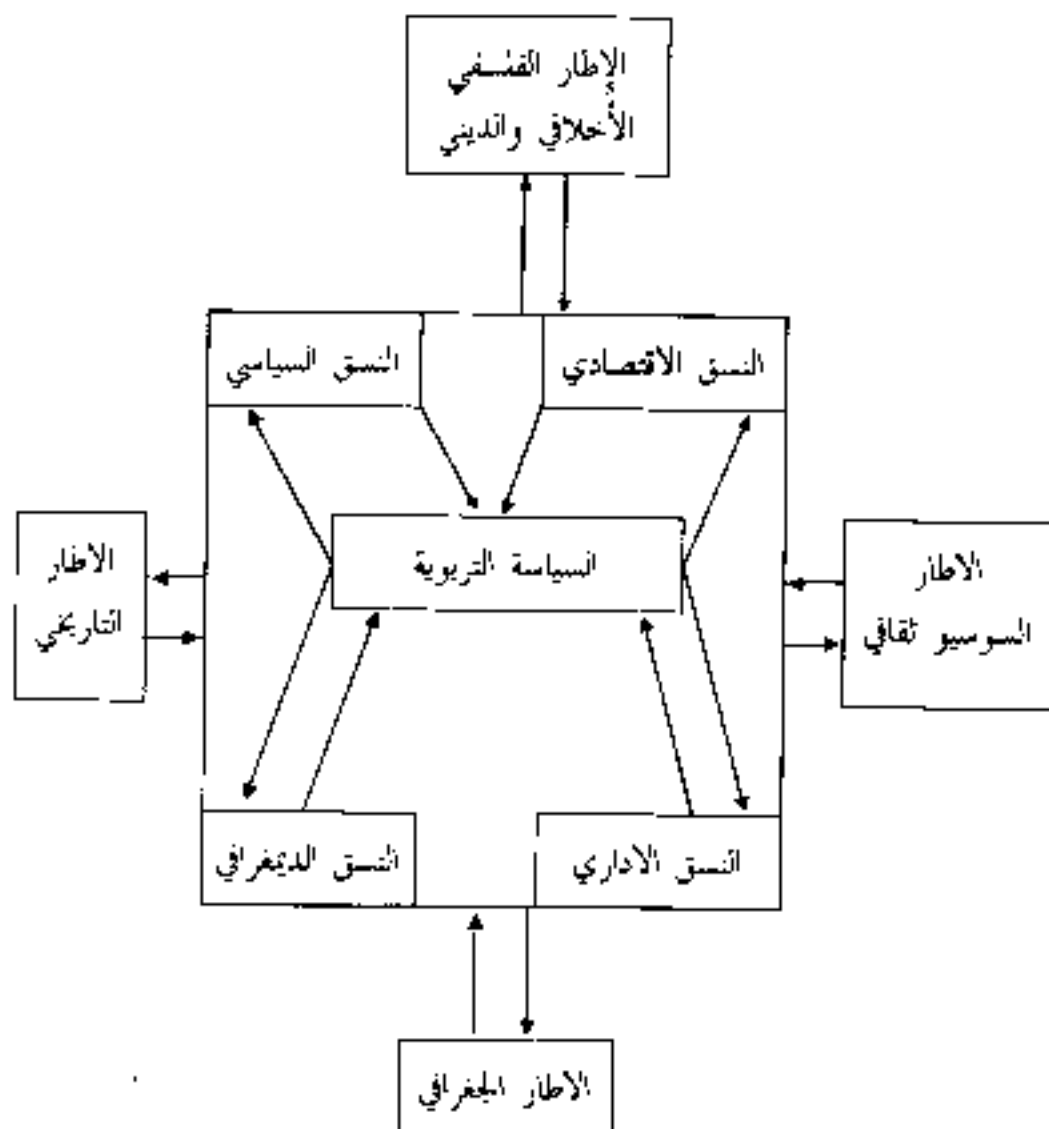 الإطار الفلسفي
الأخلاقي والديني
النسق الاقتصادي
النسق السياسي
السياسة التربوية
الاطار
السوسيو ثقافي
الاطار
التاريخي
النسق الاداري
النسق الديمغرافي
الاطار الجغرافي